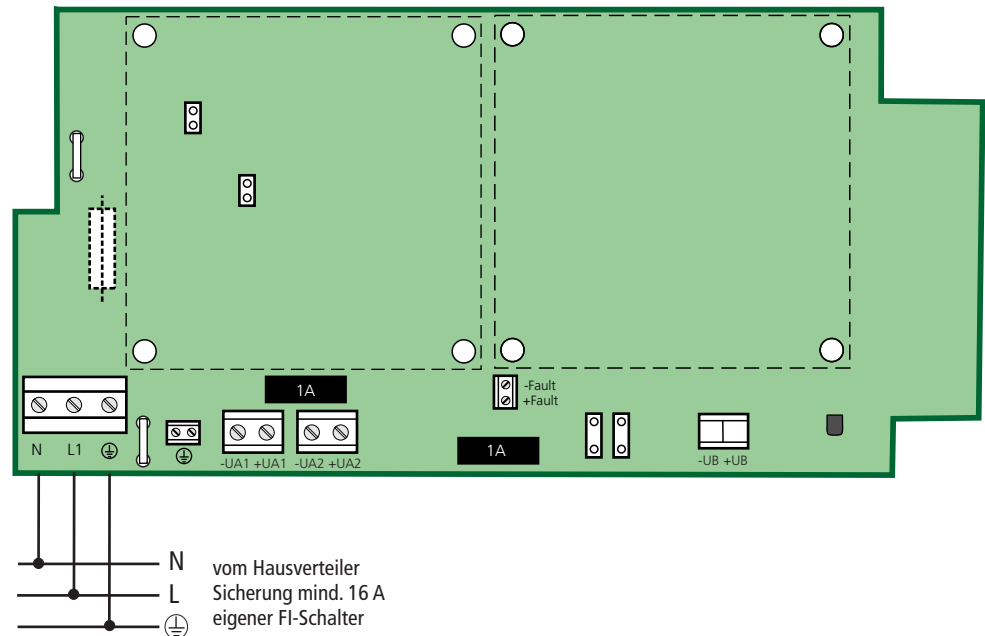 1A
-Fault
+Fault
N L1
-UA1 +UA1 -UA2 +UA2
1A
-UB +UB
N
L
vom Hausverteiler
Sicherung mind. 16 A
eigener FI-Schalter